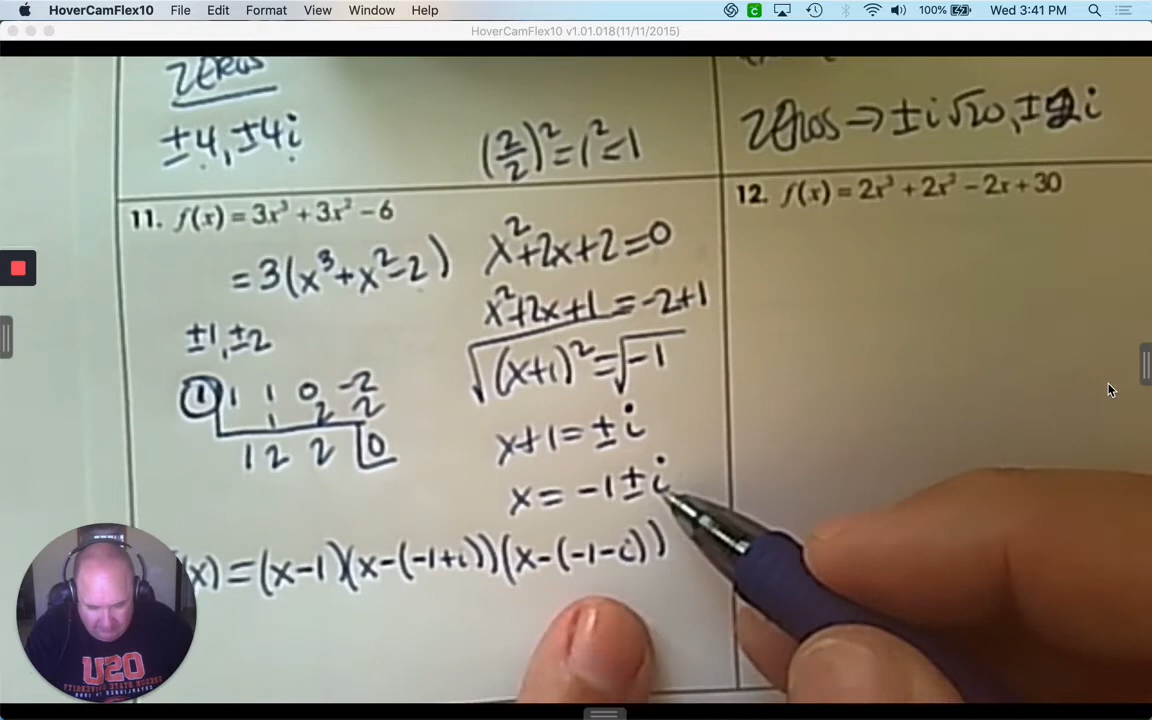 HoverCamFlex10 File Edit Format View Window Help 100% Wed 3:41 PM
HoverCamFlex10 v1.01.018(11/11/2015)
zeros
±4, ±4i
(2/2)² = 1² = 1
zeros → ±i√20, ±2i
11. f(x) = 3x³ + 3x² − 6
= 3(x³+x²−2)
±1, ±2
1 1 1 0 −2
1 2 2
1 2 2 0
x²+2x+2=0
x²+2x+1=−2+1
√(x+1)²=√−1
x+1=±i
x=−1±i
(x)=(x−1)(x−(−1+i))(x−(−1−i))
12. f(x) = 2x³ + 2x² − 2x + 30
OSU